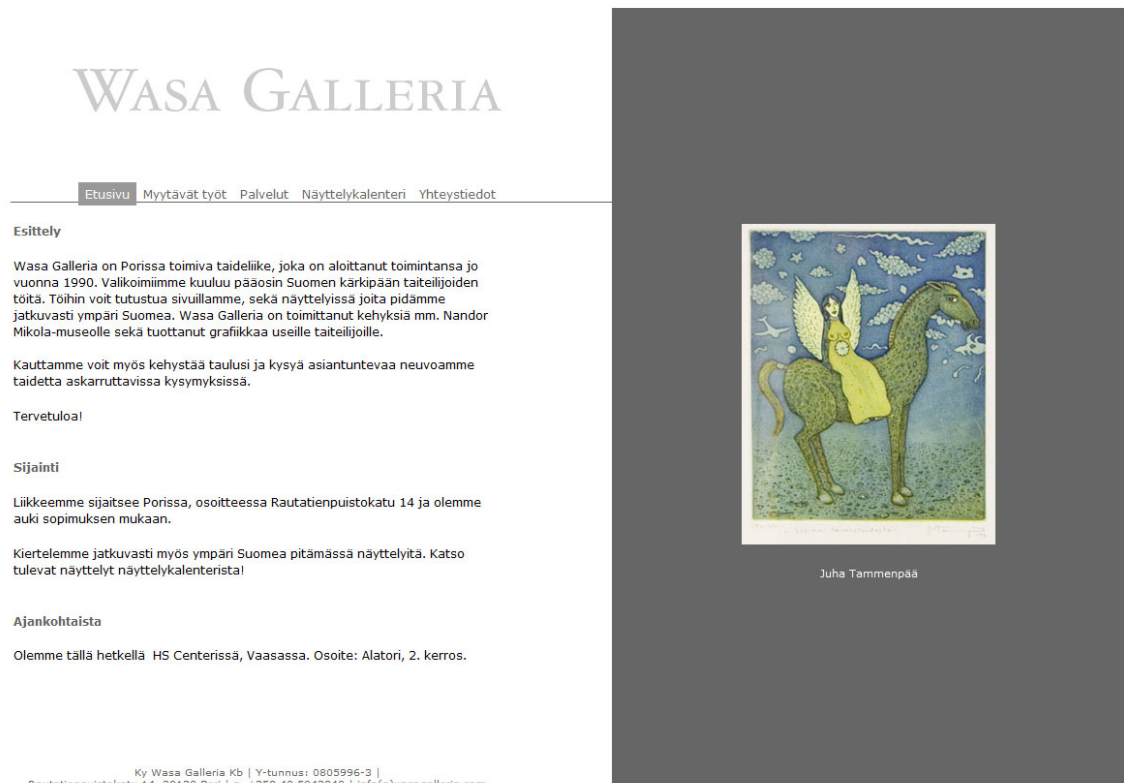 WASA GALLERIA
Etusivu Myytävät työt Palvelut Näyttelykalenteri Yhteystiedot
Esittely
Wasa Galleria on Porissa toimiva taideliike, joka on aloittanut toimintansa jo
vuonna 1990. Valikoimiimme kuuluu pääosin Suomen kärkipään taiteilijoiden
töitä. Töihin voit tutustua sivuillamme, sekä näyttelyissä joita pidämme
jatkuvasti ympäri Suomea. Wasa Galleria on toimittanut kehyksiä mm. Nandor
Mikola-museolle sekä tuottanut grafiikkaa useille taiteilijoille.
Kauttamme voit myös kehystää taulusi ja kysyä asiantuntevaa neuvoamme
taidetta askarruttavissa kysymyksissä.
Tervetuloa!
Sijainti
Liikkeemme sijaitsee Porissa, osoitteessa Rautatienpuistokatu 14 ja olemme
auki sopimuksen mukaan.
Kiertelemme jatkuvasti myös ympäri Suomea pitämässä näyttelyitä. Katso
tulevat näyttelyt näyttelykalenterista!
Ajankohtaista
Olemme tällä hetkellä HS Centerissä, Vaasassa. Osoite: Alatori, 2. kerros.
Ky Wasa Galleria Kb | Y-tunnus: 0805996-3 |
Juha Tammenpää